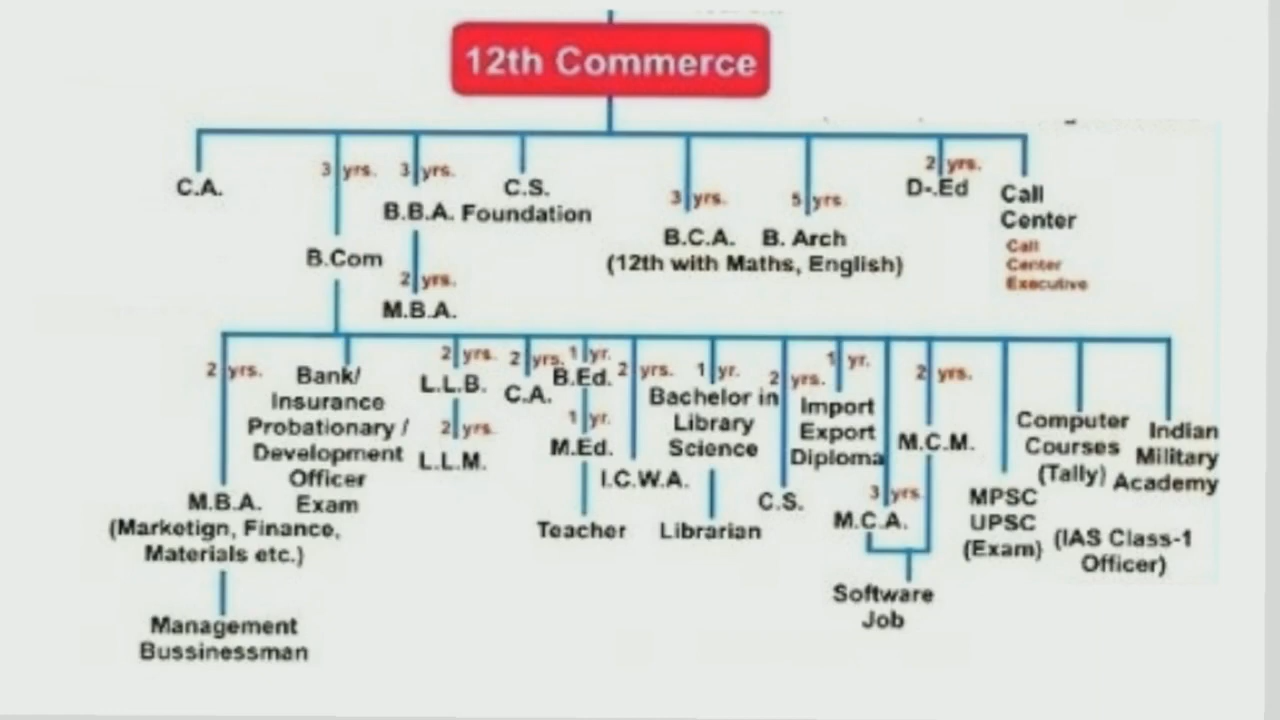 12th Commerce
C.A.
3 yrs.
B.Com
3 yrs.
B.B.A.
2 yrs.
M.B.A.
C.S.
Foundation
3 yrs.
B.C.A.
5 yrs.
B. Arch
(12th with Maths, English)
2 yrs.
D-.Ed
Call
Center
Call
Center
Executive
2 yrs.
M.B.A.
(Marketign, Finance,
Materials etc.)
Management
Bussinessman
Bank/
Insurance
Probationary /
Development
Officer
Exam
2 yrs.
L.L.B.
2 yrs.
L.L.M.
2 yrs.
C.A.
1 yr.
B.Ed.
1 yr.
M.Ed.
Teacher
2 yrs.
I.C.W.A.
1 yr.
Bachelor in
Library
Science
Librarian
2 yrs.
C.S.
1 yr.
Import
Export
Diploma
3 yrs.
M.C.A.
2 yrs.
M.C.M.
Software
Job
MPSC
UPSC
(Exam)
(IAS Class-1
Officer)
Computer
Courses
(Tally)
Indian
Military
Academy